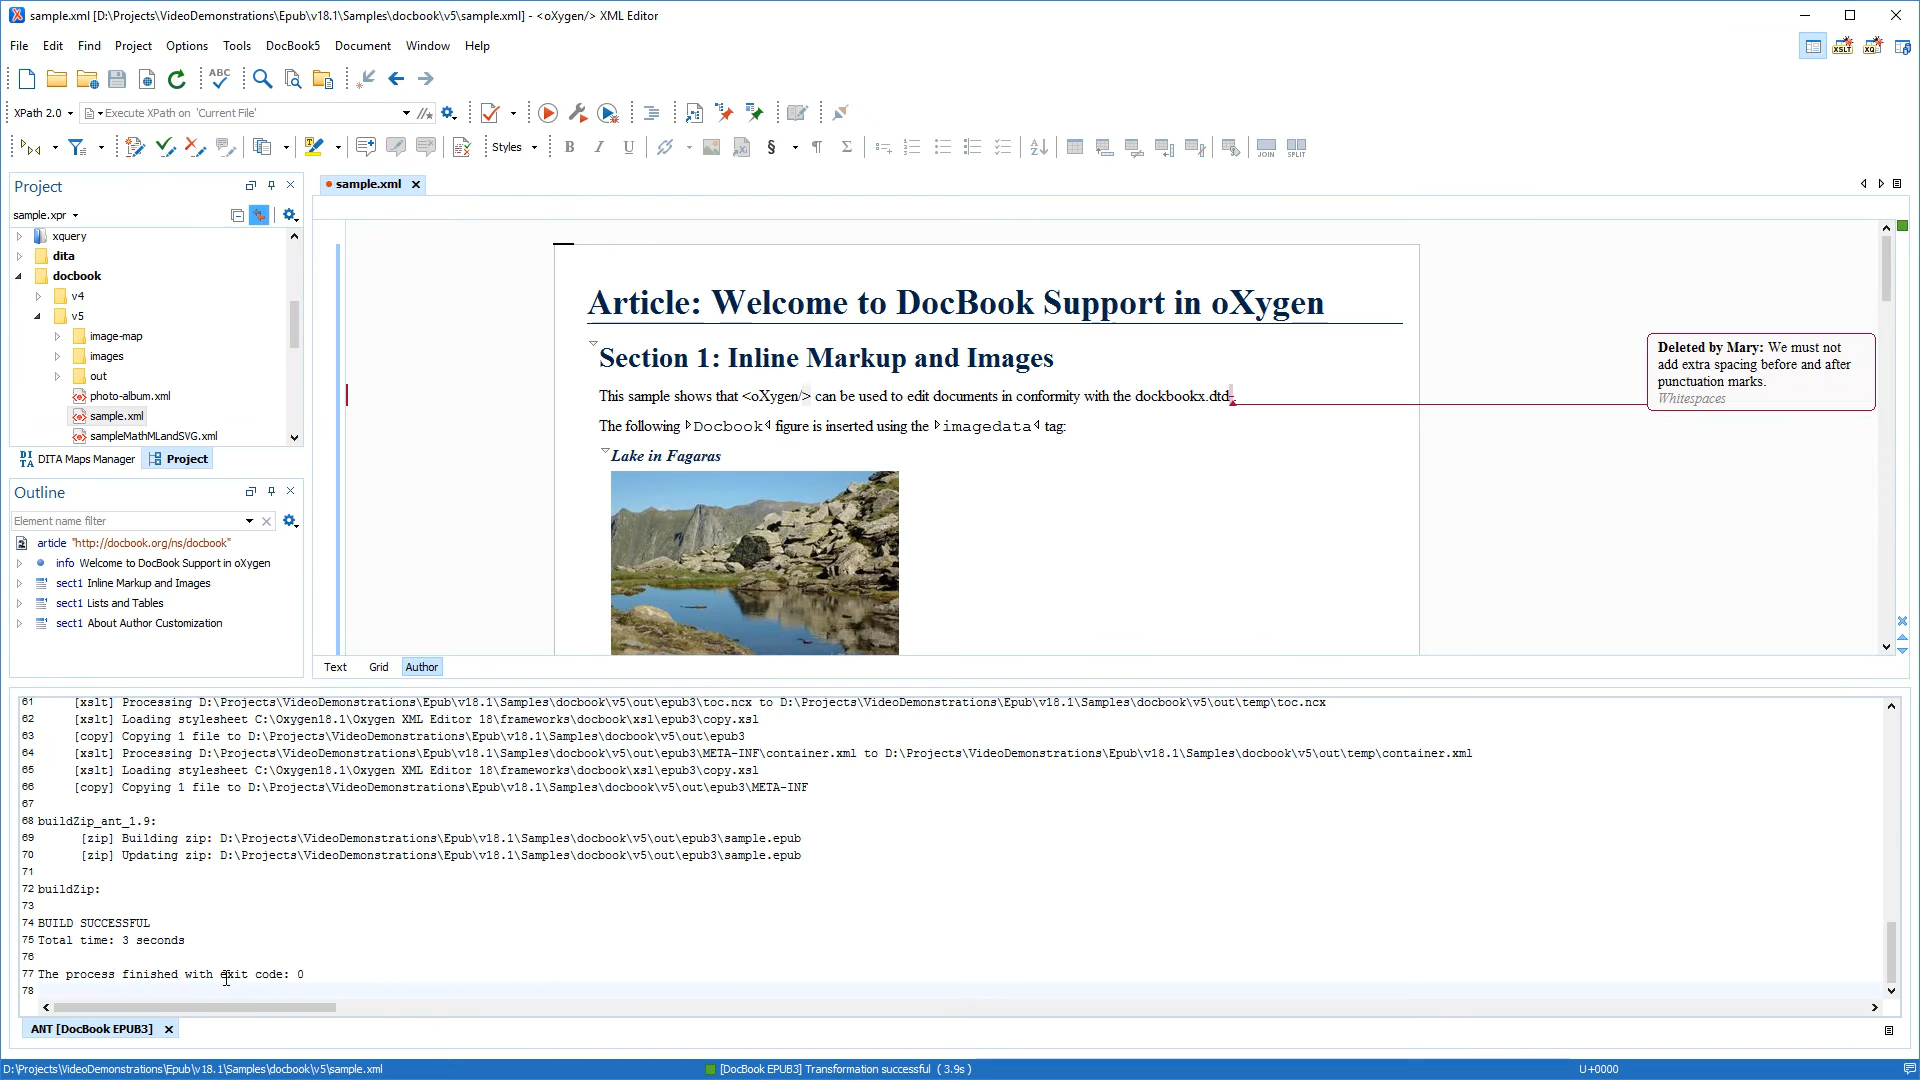 sample.xml [D:\Projects\VideoDemonstrations\Epub\v18.1\Samples\docbook\v5\sample.xml] - <oXygen/> XML Editor
File Edit Find Project Options Tools DocBook5 Document Window Help
XSLT XQ
ABC
XPath 2.0 Execute XPath on 'Current File'
Styles B I U § ¶ Σ JOIN SPLIT
Project
sample.xpr
xquery
dita
docbook
v4
v5
image-map
images
out
photo-album.xml
sample.xml
sampleMathMLandSVG.xml
DITA DITA Maps Manager Project
Outline
Element name filter
article "http://docbook.org/ns/docbook"
info Welcome to DocBook Support in oXygen
sect1 Inline Markup and Images
sect1 Lists and Tables
sect1 About Author Customization
sample.xml
Article: Welcome to DocBook Support in oXygen
Section 1: Inline Markup and Images
This sample shows that <oXygen/> can be used to edit documents in conformity with the dockbookx.dtd
The following Docbook figure is inserted using the imagedata tag:
Lake in Fagaras
Deleted by Mary: We must not
add extra spacing before and after
punctuation marks.
Whitespaces
Text Grid Author
61 [xslt] Processing D:\Projects\VideoDemonstrations\Epub\v18.1\Samples\docbook\v5\out\epub3\toc.ncx to D:\Projects\VideoDemonstrations\Epub\v18.1\Samples\docbook\v5\out\temp\toc.ncx
62 [xslt] Loading stylesheet C:\Oxygen18.1\Oxygen XML Editor 18\frameworks\docbook\xsl\epub3\copy.xsl
63 [copy] Copying 1 file to D:\Projects\VideoDemonstrations\Epub\v18.1\Samples\docbook\v5\out\epub3
64 [xslt] Processing D:\Projects\VideoDemonstrations\Epub\v18.1\Samples\docbook\v5\out\epub3\META-INF\container.xml to D:\Projects\VideoDemonstrations\Epub\v18.1\Samples\docbook\v5\out\temp\container.xml
65 [xslt] Loading stylesheet C:\Oxygen18.1\Oxygen XML Editor 18\frameworks\docbook\xsl\epub3\copy.xsl
66 [copy] Copying 1 file to D:\Projects\VideoDemonstrations\Epub\v18.1\Samples\docbook\v5\out\epub3\META-INF
67
68 buildZip_ant_1.9:
69 [zip] Building zip: D:\Projects\VideoDemonstrations\Epub\v18.1\Samples\docbook\v5\out\epub3\sample.epub
70 [zip] Updating zip: D:\Projects\VideoDemonstrations\Epub\v18.1\Samples\docbook\v5\out\epub3\sample.epub
71
72 buildZip:
73
74 BUILD SUCCESSFUL
75 Total time: 3 seconds
76
77 The process finished with exit code: 0
78
ANT [DocBook EPUB3]
D:\Projects\VideoDemonstrations\Epub\v18.1\Samples\docbook\v5\sample.xml [DocBook EPUB3] Transformation successful ( 3.9s ) U+0000